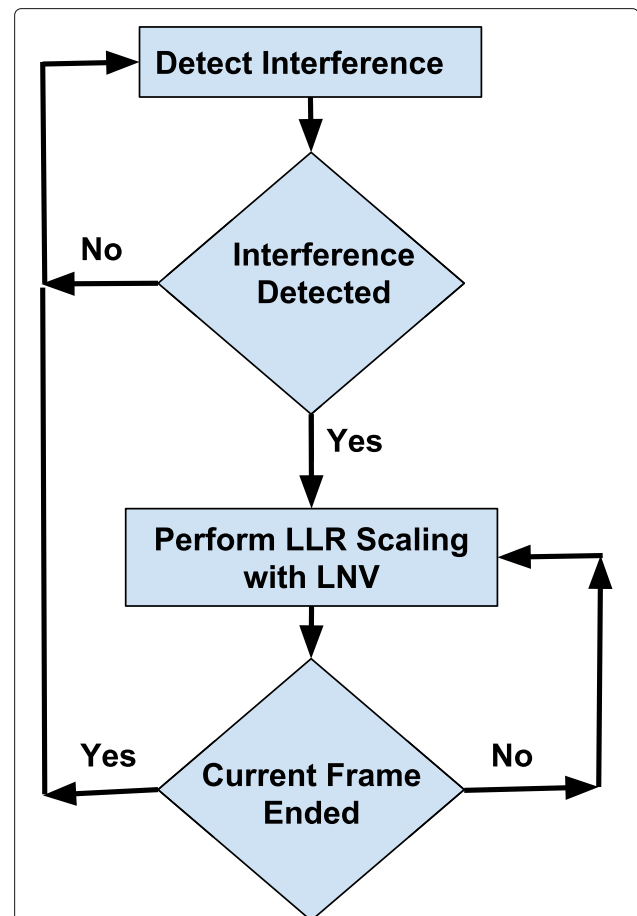 Detect Interference
Interference
Detected
No
Yes
Perform LLR Scaling
with LNV
Current Frame
Ended
Yes
No